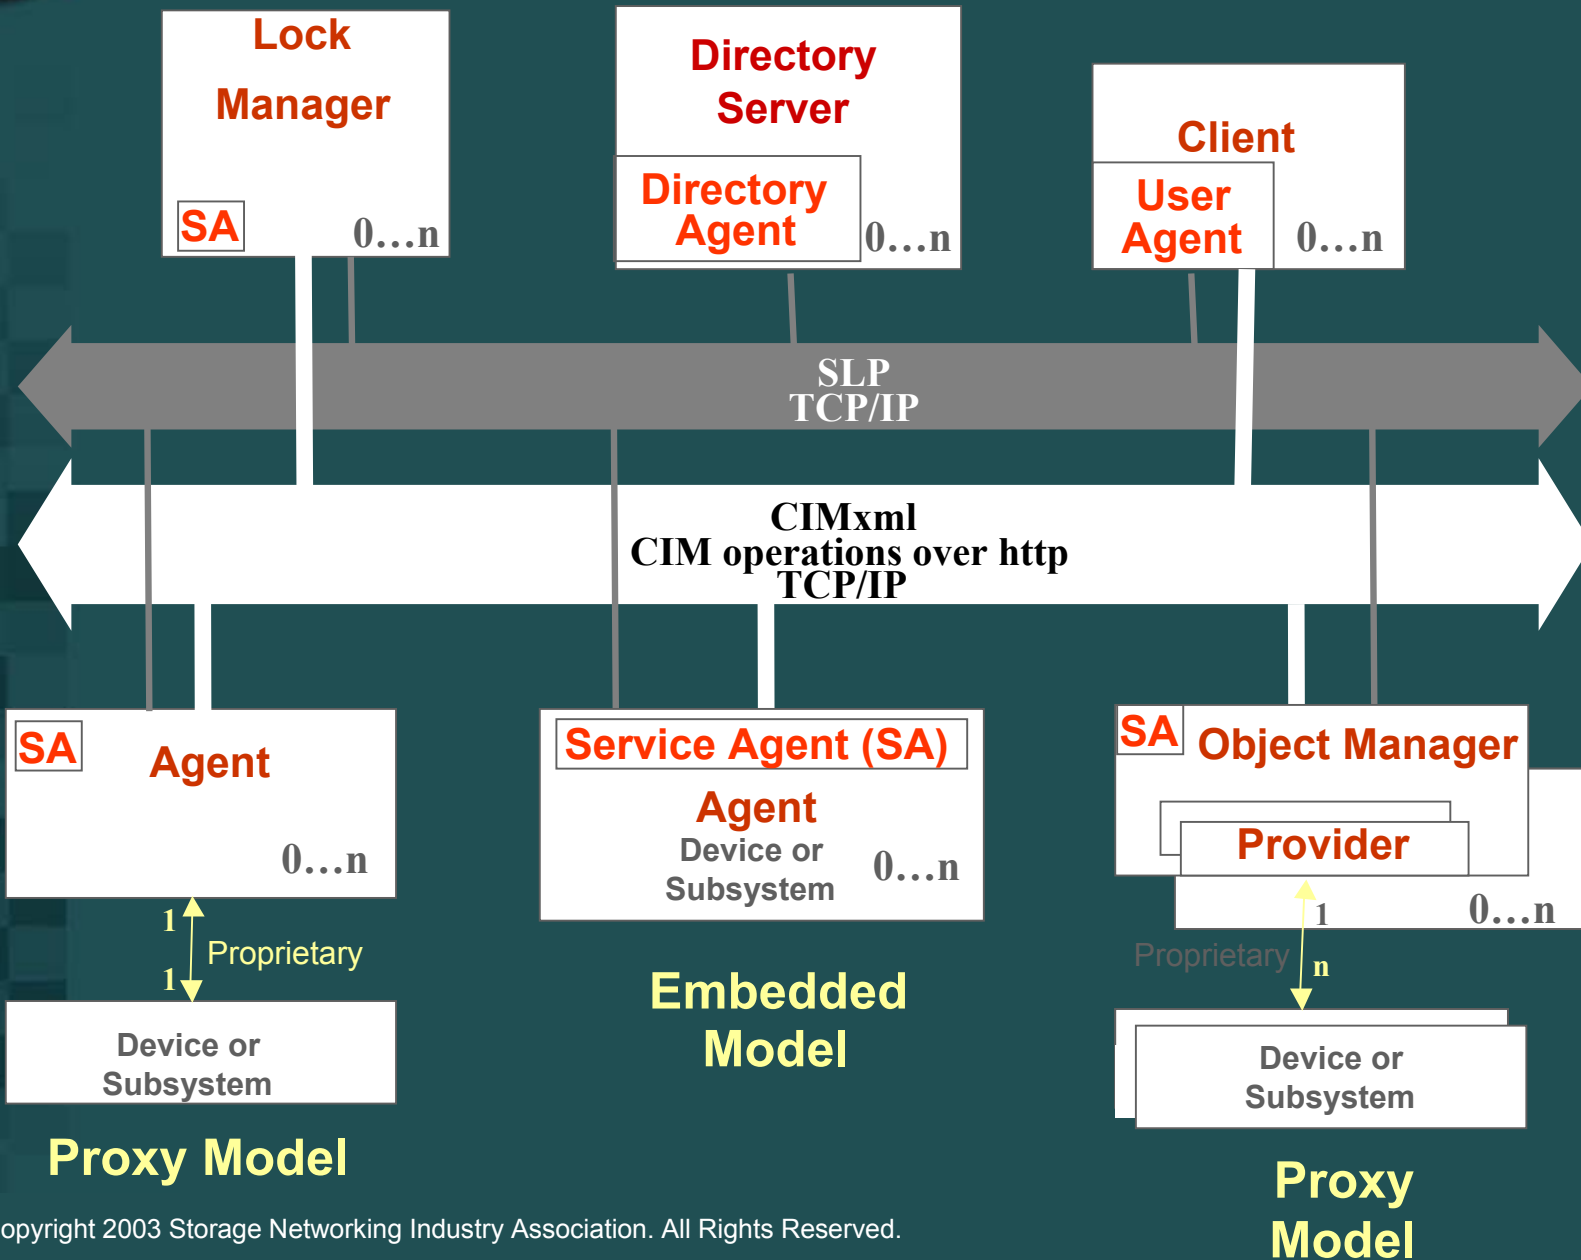 Lock
Manager
SA
0…n
Directory
Server
Directory
Agent
0…n
Client
User
Agent
0…n
SLP
TCP/IP
CIMxml
CIM operations over http
TCP/IP
SA
Agent
0…n
1
Proprietary
1
Device or
Subsystem
Proxy Model
Service Agent (SA)
Agent
Device or
Subsystem
0…n
Embedded
Model
SA
Object Manager
Provider
0…n
1
Proprietary
n
Device or
Subsystem
Proxy
Model
opyright 2003 Storage Networking Industry Association. All Rights Reserved.